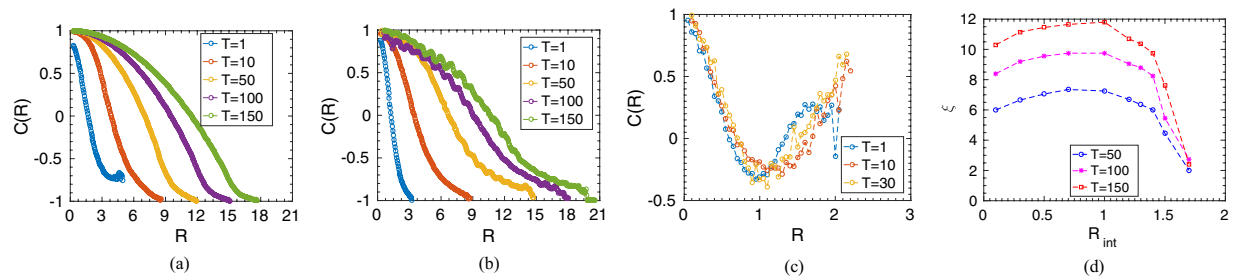 1
0.5
0
-0.5
-1
C(R)
0 3 6 9 12 15 18 21
R
T=1
T=10
T=50
T=100
T=150
(a)
1
0.5
0
-0.5
-1
C(R)
0 3 6 9 12 15 18 21
R
T=1
T=10
T=50
T=100
T=150
(b)
1
0.5
0
-0.5
C(R)
0 1 2 3
R
T=1
T=10
T=30
(c)
12
10
8
6
4
2
0
ξ
0 0.5 1 1.5 2
R int
T=50
T=100
T=150
(d)